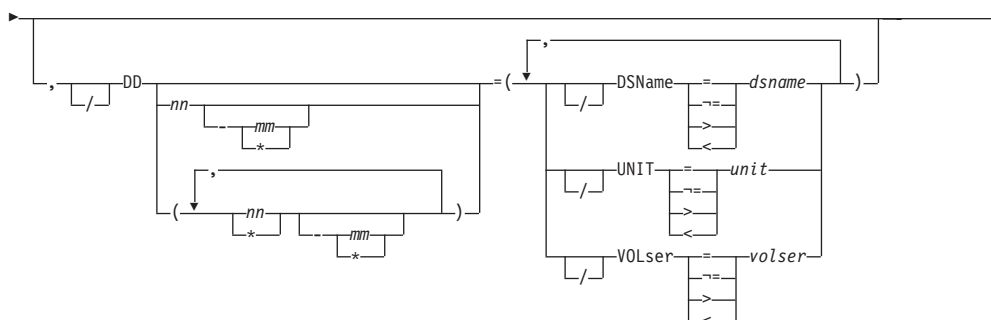 ,
, / DD =( / DSName = dsname )
nn ¬=
- mm >
* <
, / UNIT = unit
( nn - mm ) ¬=
* * >
<
/ VOLser = volser
¬=
>
<